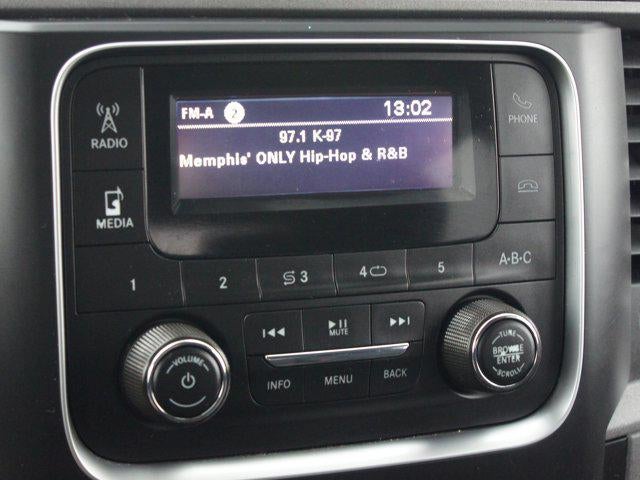 FM-A 2 13:02
97.1 K-97
Memphis' ONLY Hip-Hop & R&B
RADIO
MEDIA
PHONE
1 2 3 4 5 A-B-C
MUTE
INFO MENU BACK
VOLUME
TUNE
BROWSE
ENTER
SCROLL